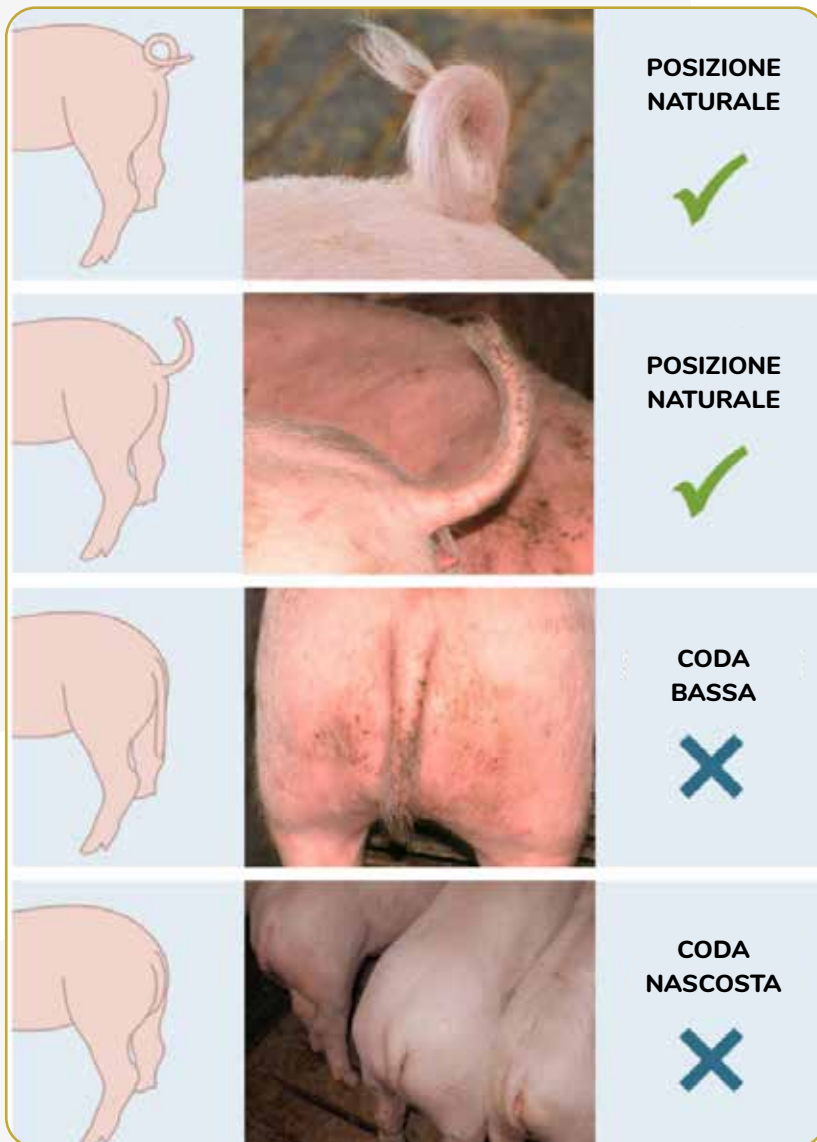 POSIZIONE
NATURALE
POSIZIONE
NATURALE
CODA
BASSA
CODA
NASCOSTA